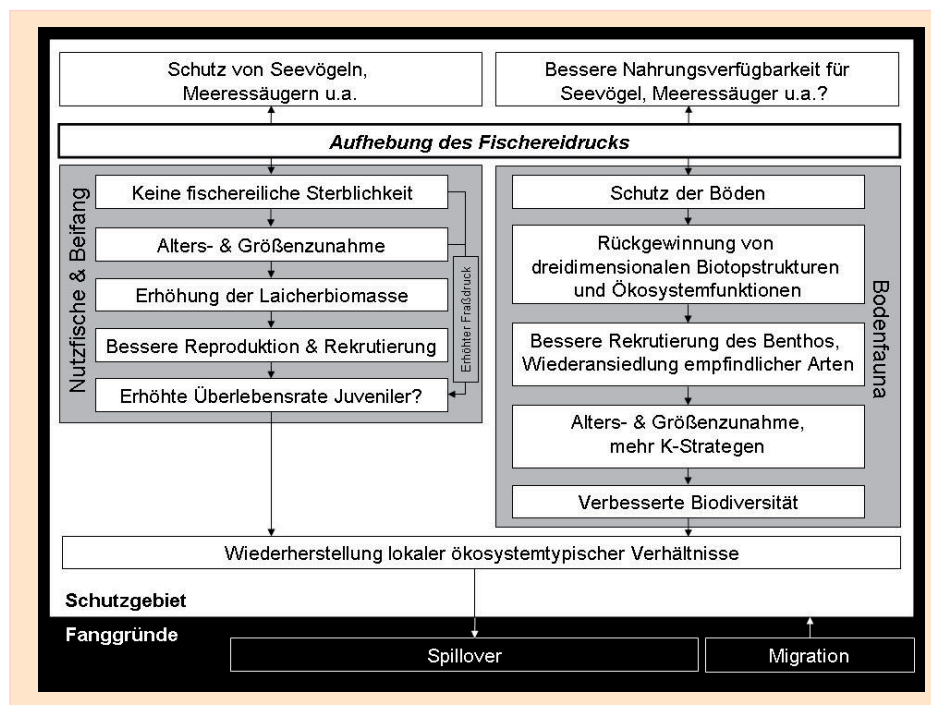 Schutz von Seevögeln,
Meeressäugern u.a.
Bessere Nahrungsverfügbarkeit für
Seevögel, Meeressäuger u.a.?
Aufhebung des Fischereidrucks
Nutzfische & Beifang
Keine fischereiliche Sterblichkeit
Alters- & Größenzunahme
Erhöhung der Laicherbiomasse
Bessere Reproduktion & Rekrutierung
Erhöhte Überlebensrate Juveniler?
Erhöhter Fraßdruck
Schutz der Böden
Rückgewinnung von
dreidimensionalen Biotopstrukturen
und Ökosystemfunktionen
Bessere Rekrutierung des Benthos,
Wiederansiedlung empfindlicher Arten
Alters- & Größenzunahme,
mehr K-Strategen
Verbesserte Biodiversität
Bodenfauna
Wiederherstellung lokaler ökosystemtypischer Verhältnisse
Schutzgebiet
Fanggründe
Spillover
Migration